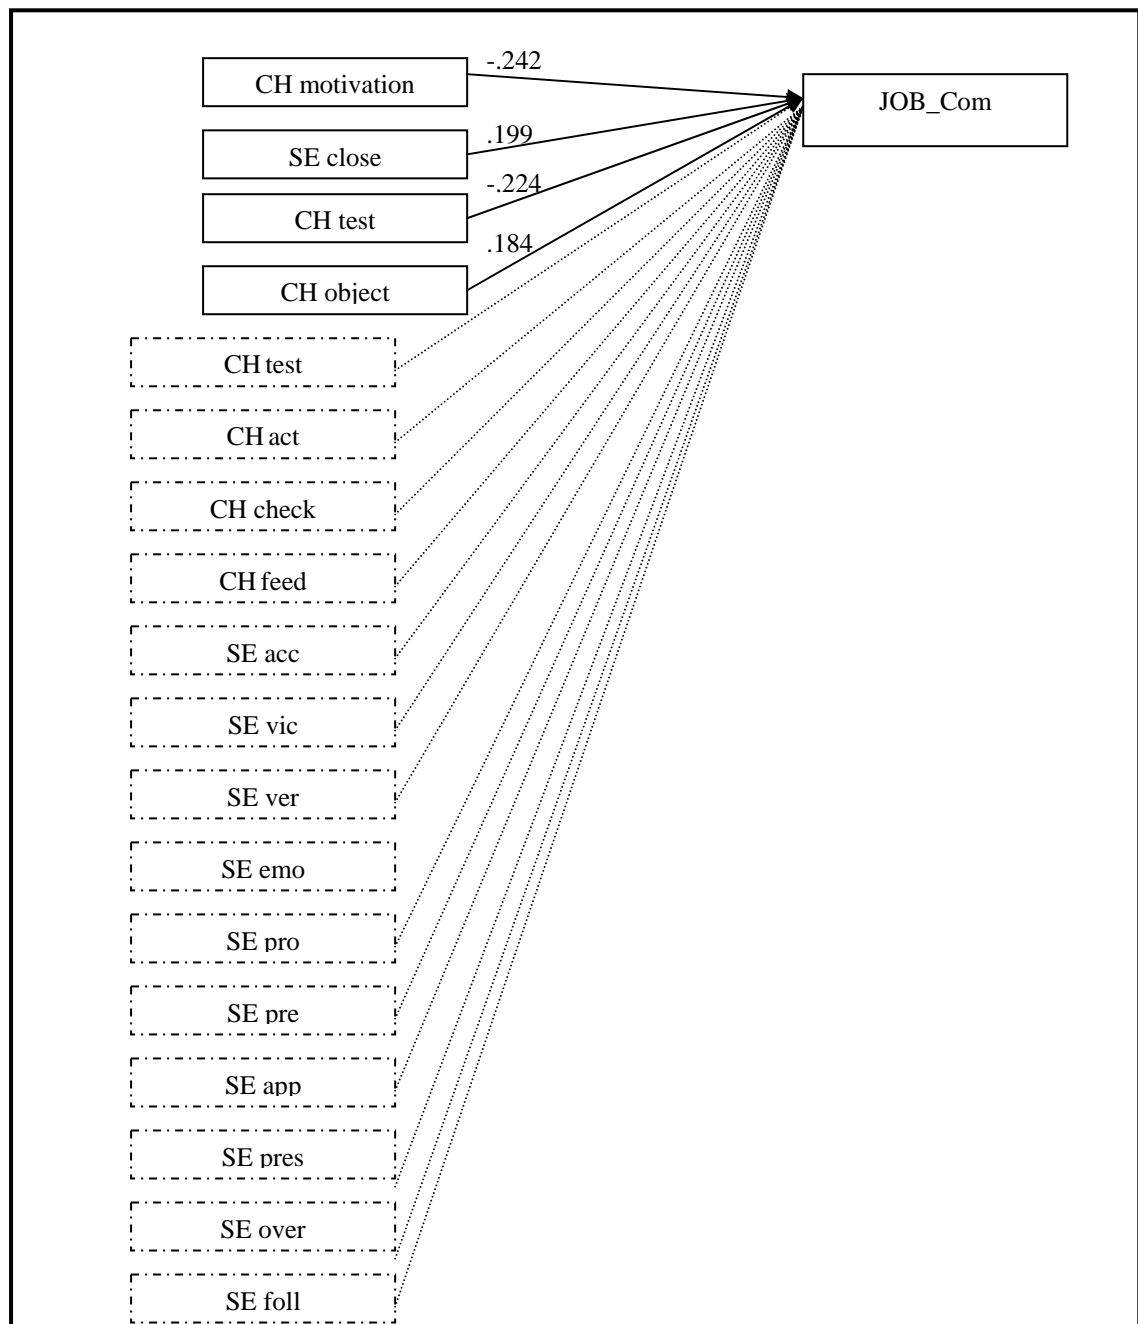 -.242
CH motivation
JOB_Com
.199
SE close
-.224
CH test
.184
CH object
CH test
CH act
CH check
CH feed
SE acc
SE vic
SE ver
SE emo
SE pro
SE pre
SE app
SE pres
SE over
SE foll